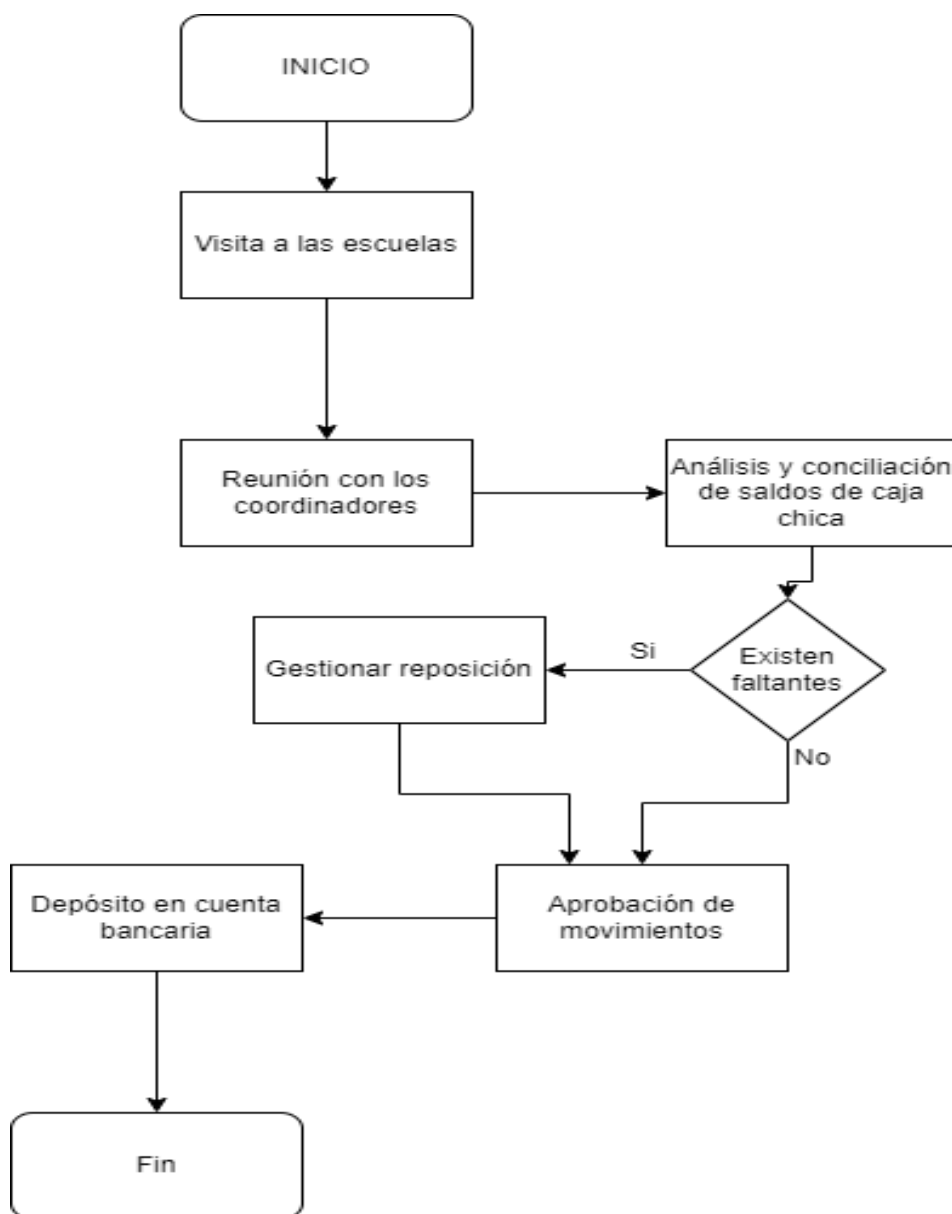 INICIO
Visita a las escuelas
Reunión con los
coordinadores
Análisis y conciliación
de saldos de caja
chica
Existen
faltantes
Si
Gestionar reposición
No
Aprobación de
movimientos
Depósito en cuenta
bancaria
Fin